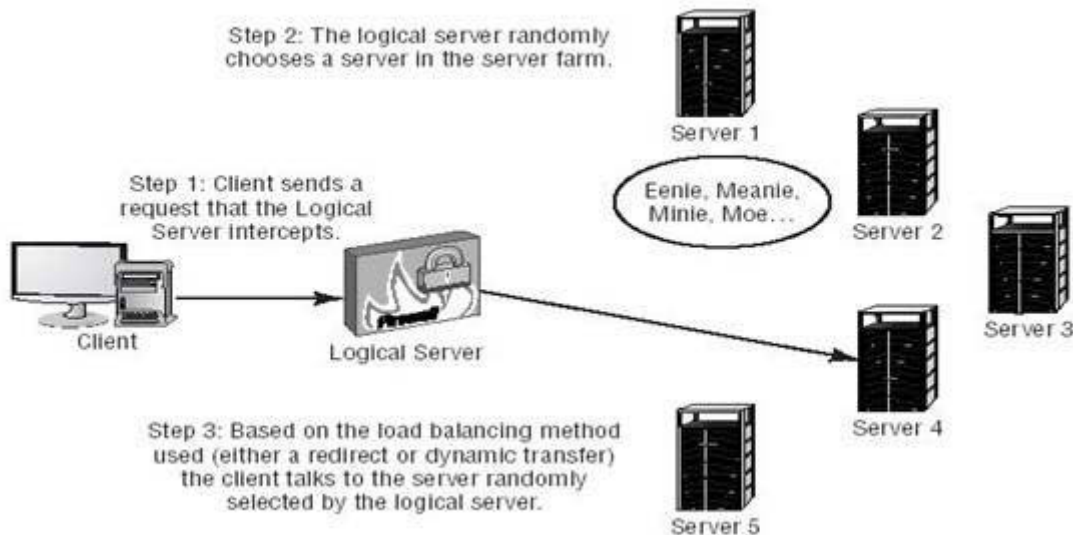 Step 2: The logical server randomly
chooses a server in the server farm.
Server 1
Eenie, Meanie,
Minie, Moe...
Server 2
Step 1: Client sends a
request that the Logical
Server intercepts.
Server 3
Client
Firewall
Logical Server
Server 4
Step 3: Based on the load balancing method
used (either a redirect or dynamic transfer)
the client talks to the server randomly
selected by the logical server.
Server 5